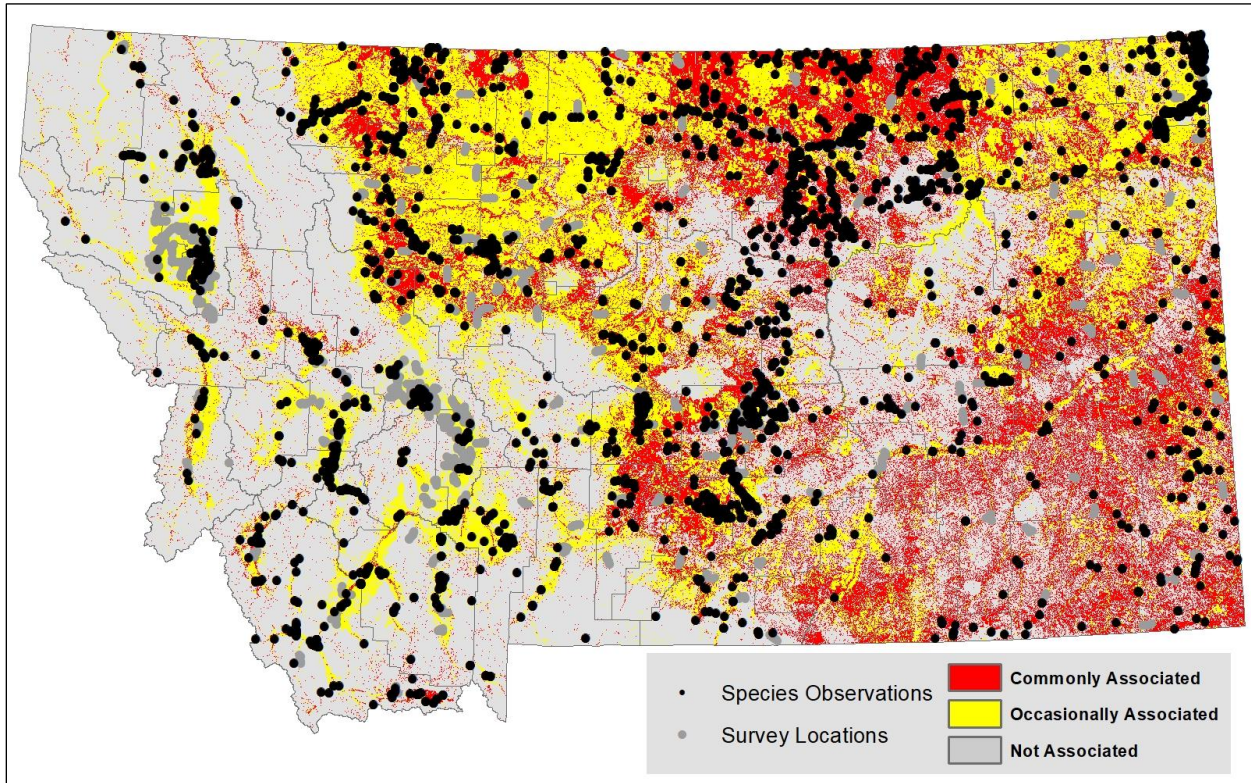 Species Observations
Survey Locations
Commonly Associated
Occasionally Associated
Not Associated